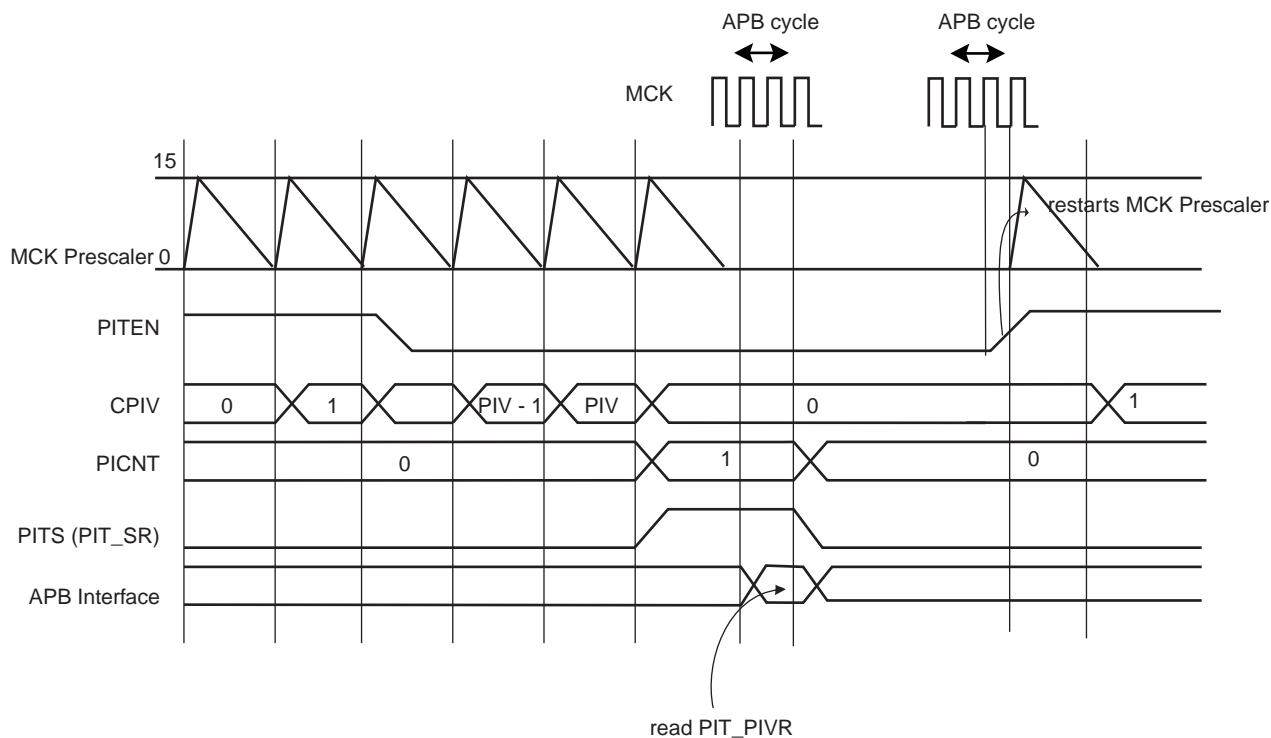 APB cycle
APB cycle
MCK
15
restarts MCK Prescaler
MCK Prescaler 0
PITEN
CPIV
0
1
PIV - 1
PIV
0
1
PICNT
0
1
0
PITS (PIT_SR)
APB Interface
read PIT_PIVR